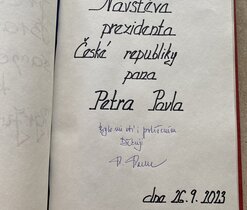 Návštěva
prezidenta
České republiky
pana
Petra Pavla
Bylo mi ctí i potěšením
Děkuji
dne 26.9.2023